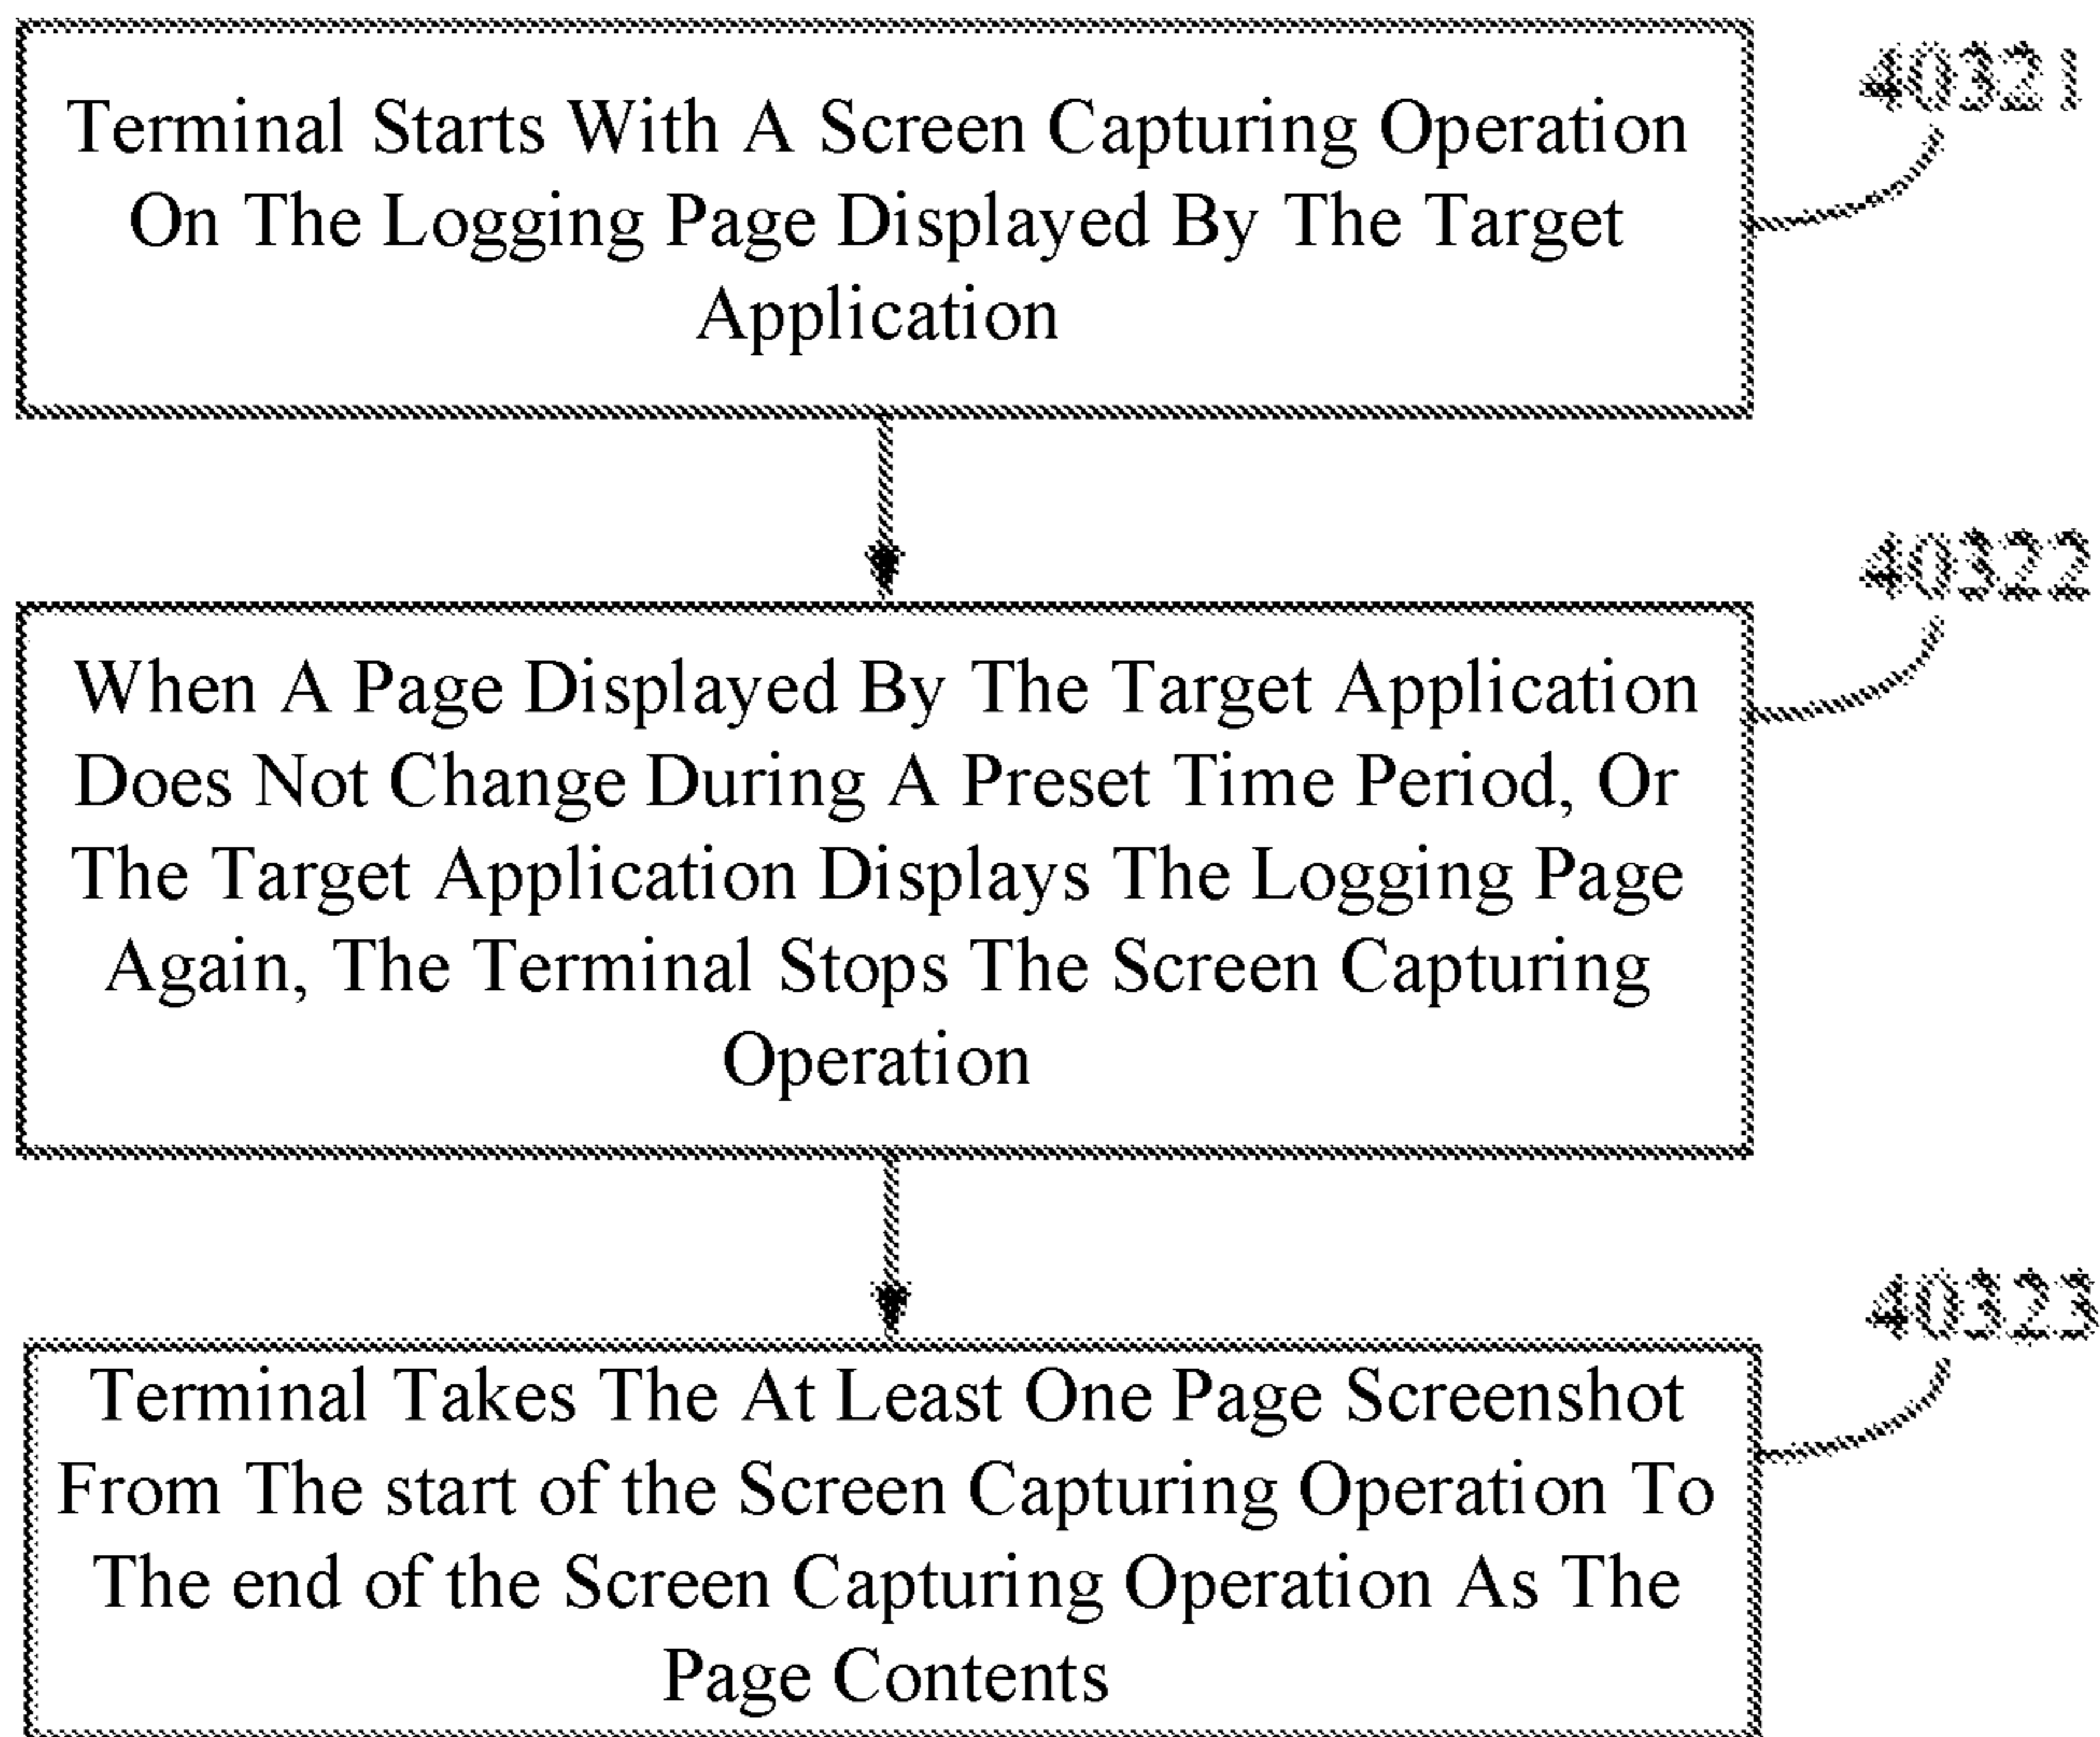 40321
Terminal Starts With A Screen Capturing Operation
On The Logging Page Displayed By The Target
Application
40322
When A Page Displayed By The Target Application
Does Not Change During A Preset Time Period, Or
The Target Application Displays The Logging Page
Again, The Terminal Stops The Screen Capturing
Operation
40323
Terminal Takes The At Least One Page Screenshot
From The start of the Screen Capturing Operation To
The end of the Screen Capturing Operation As The
Page Contents